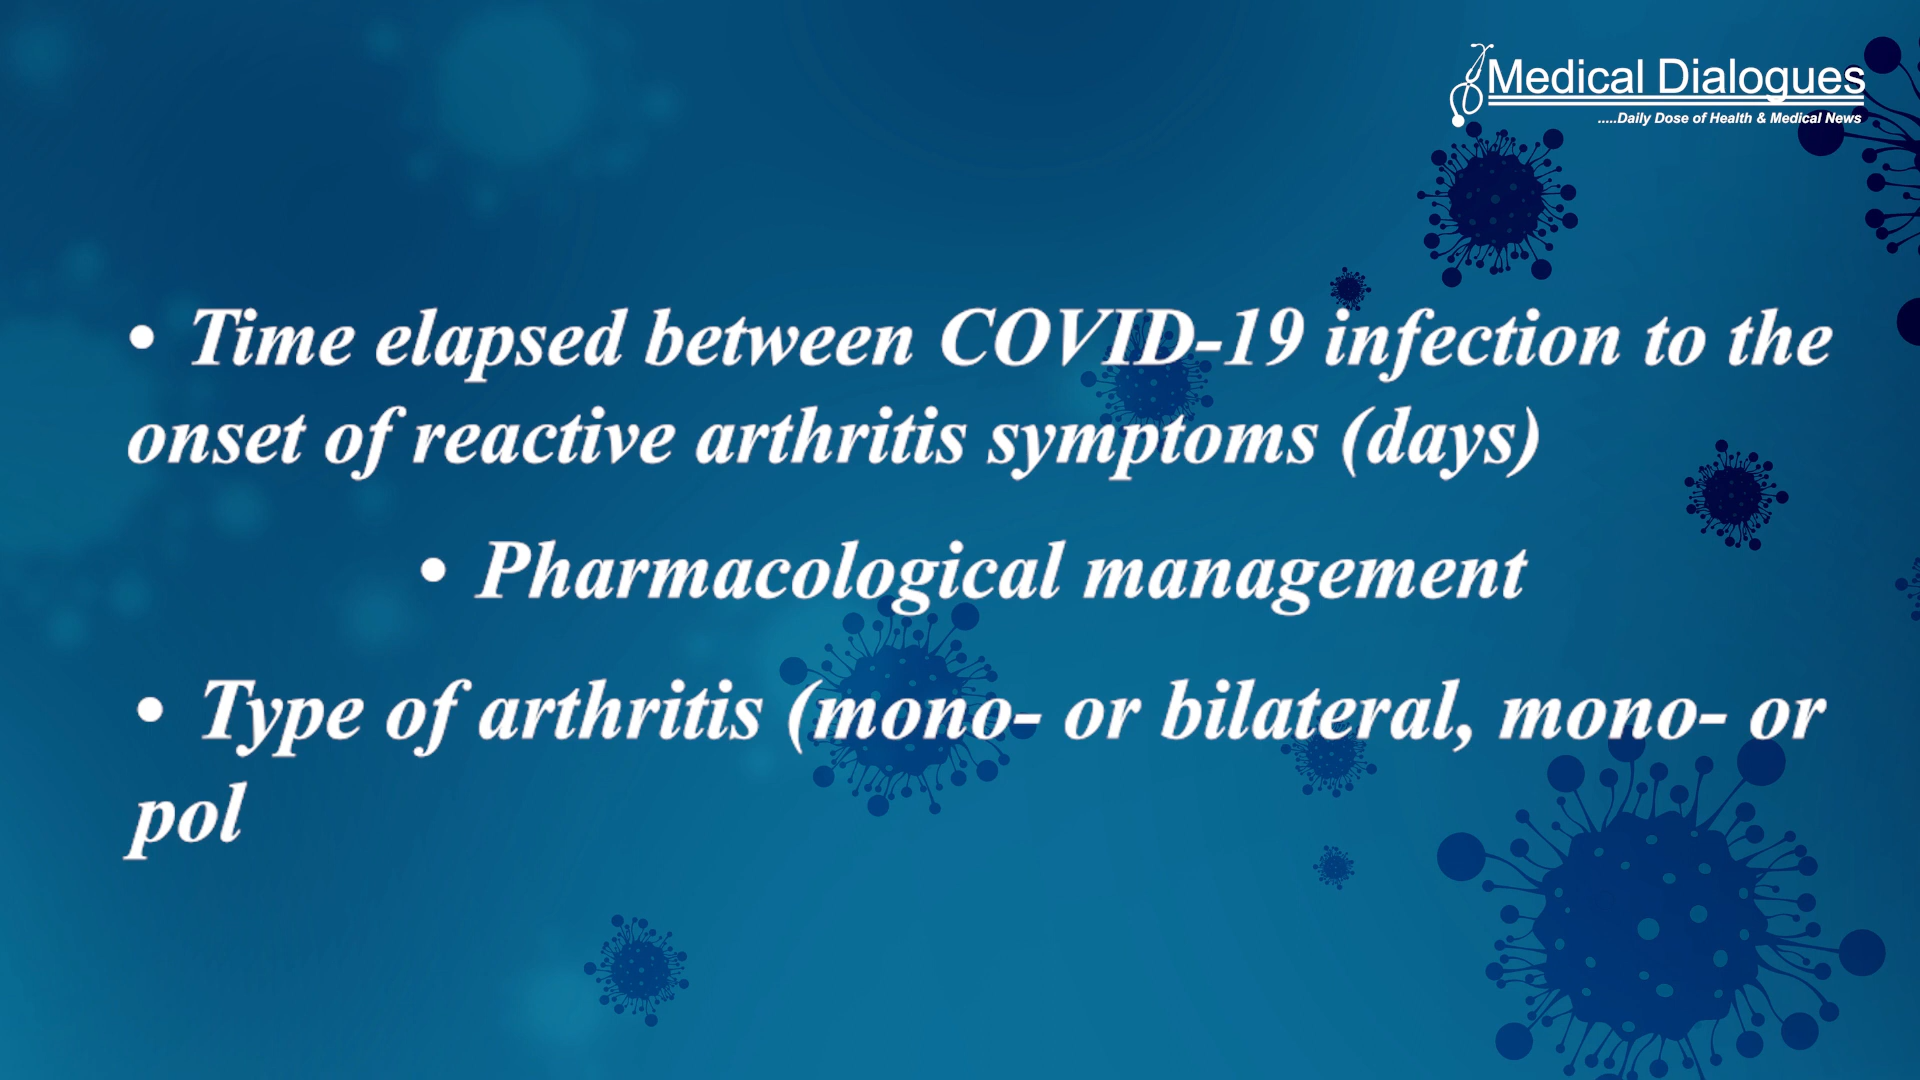 Medical Dialogues
.....Daily Dose of Health & Medical News
• Time elapsed between COVID-19 infection to the
onset of reactive arthritis symptoms (days)
• Pharmacological management
• Type of arthritis (mono- or bilateral, mono- or
pol